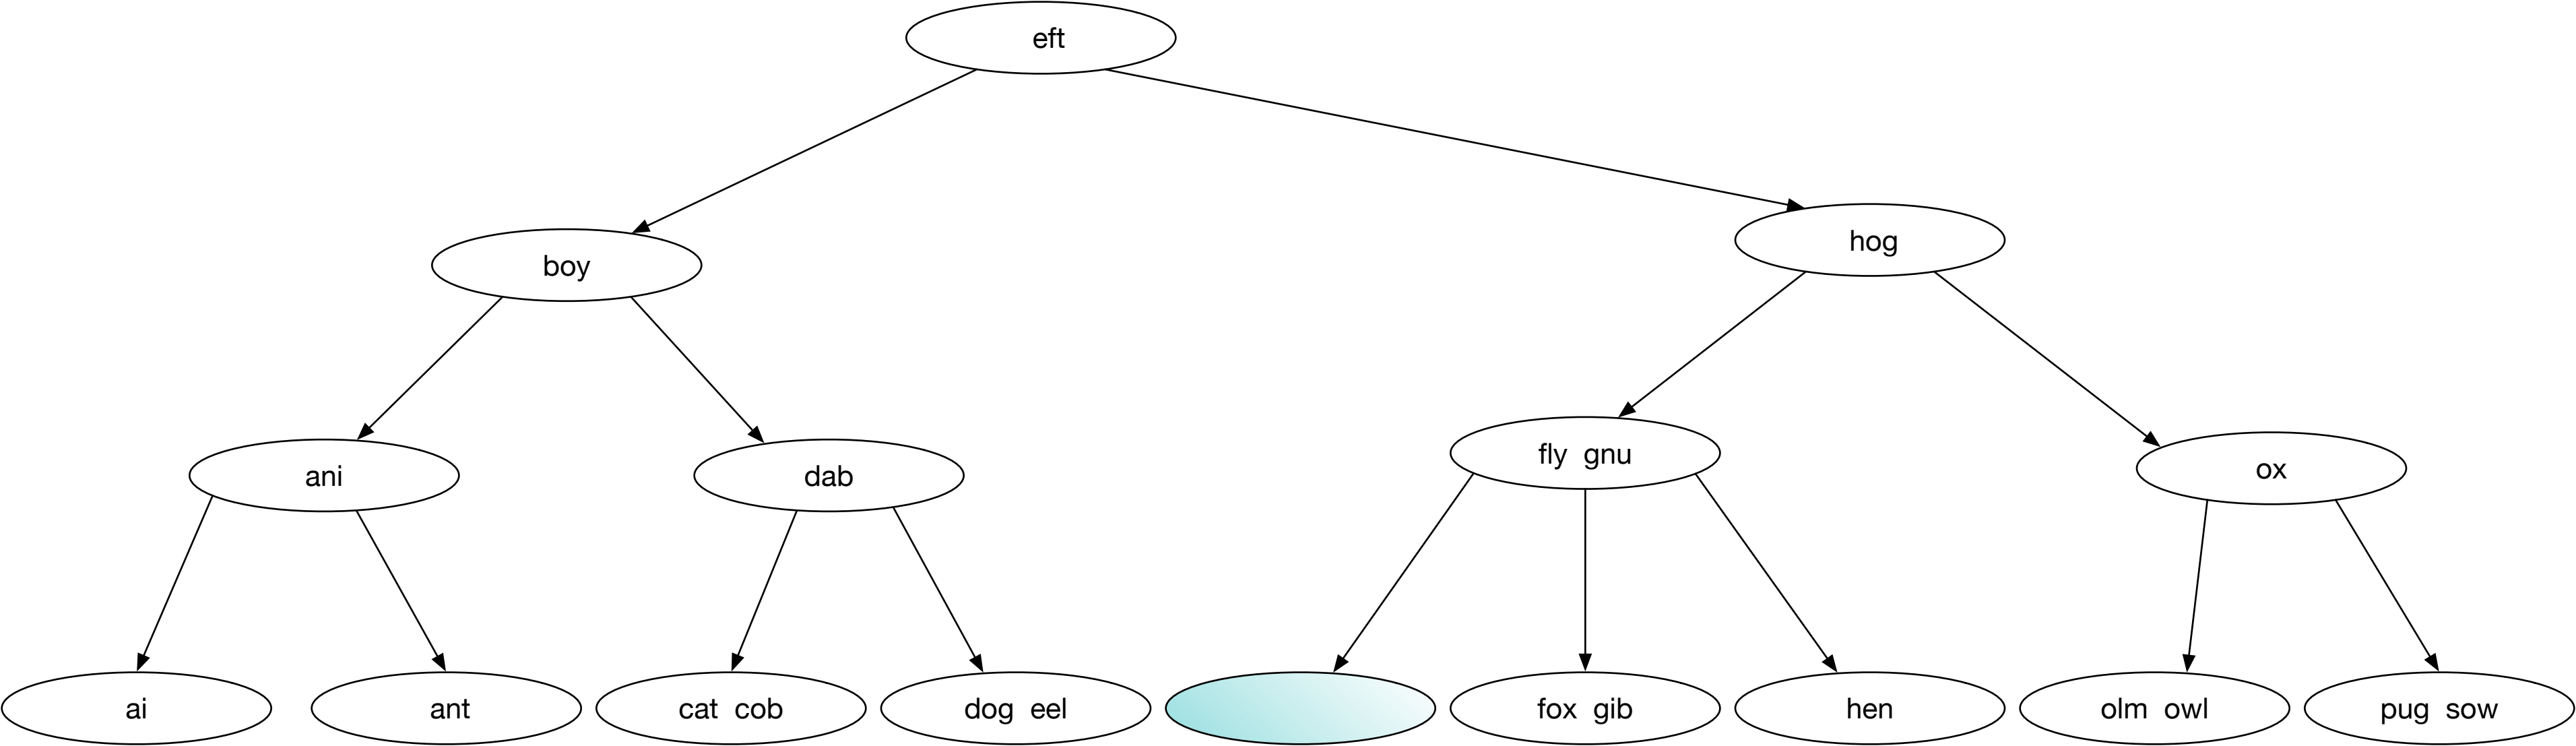 eft
boy
hog
ani
dab
fly gnu
ox
ai
ant
cat cob
dog eel
fox gib
hen
olm owl
pug sow